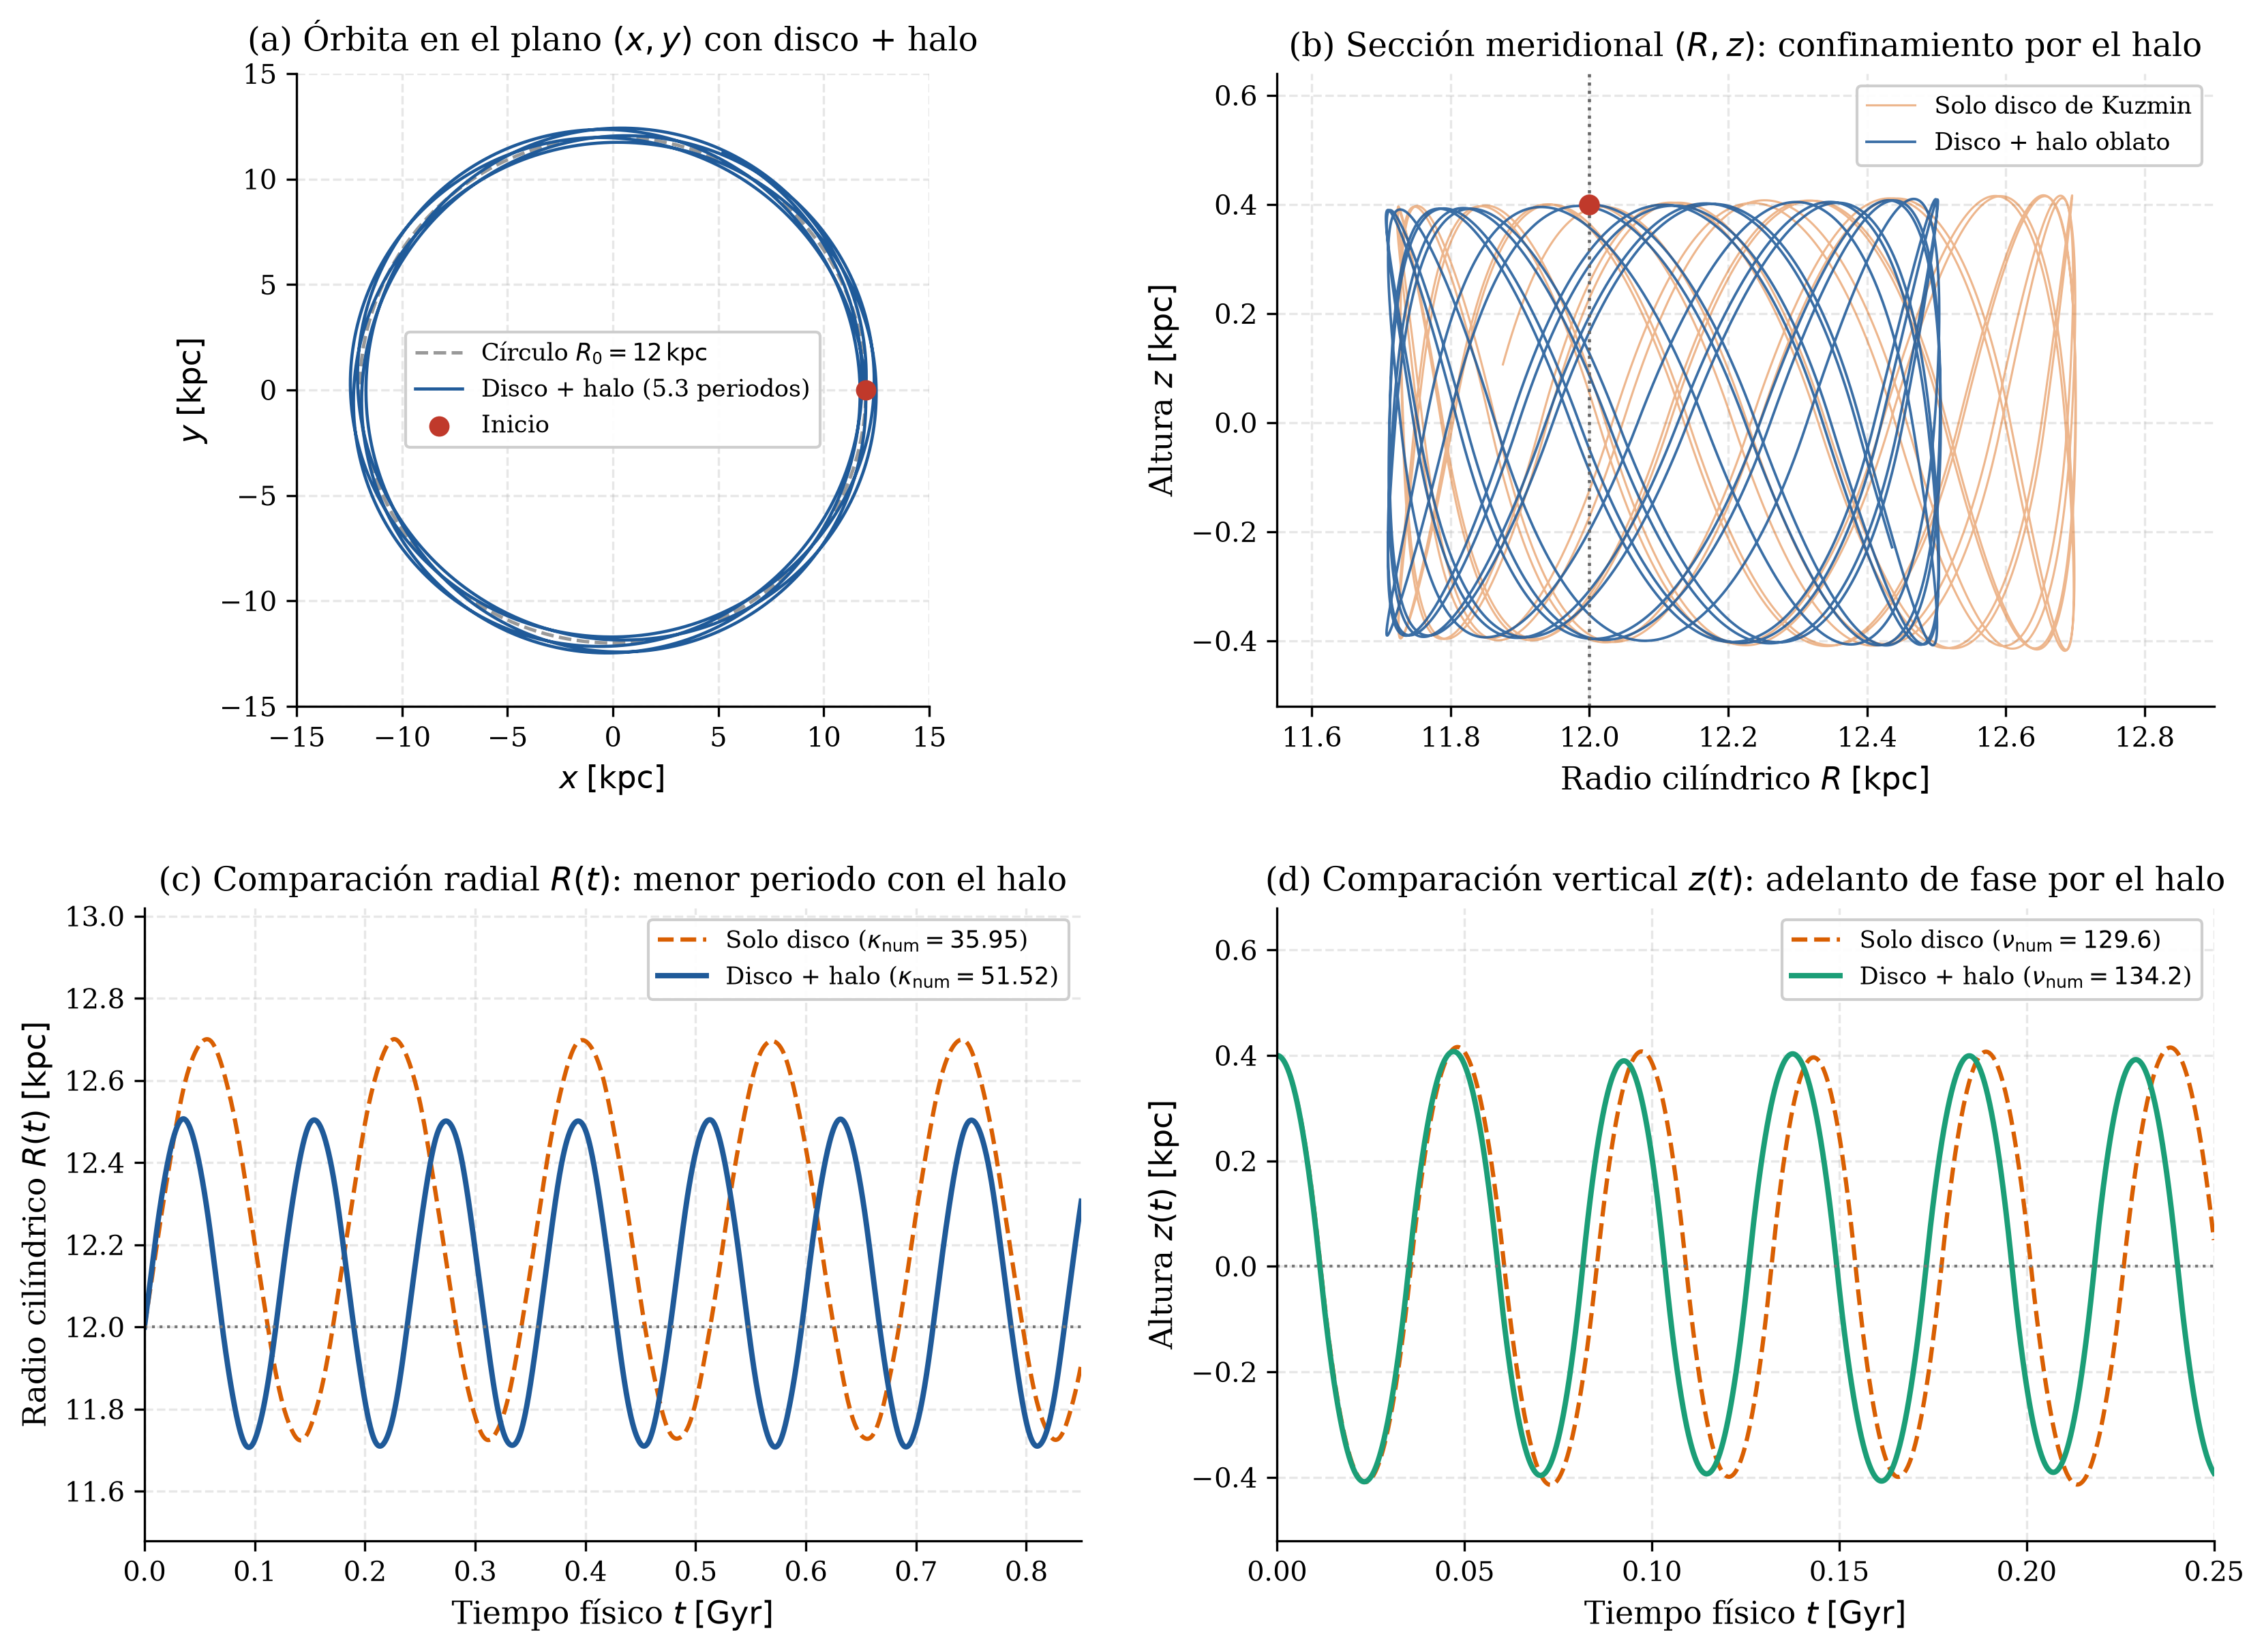 (a) Órbita en el plano (x, y) con disco + halo
15
10
5
0
−5
−10
−15
y [kpc]
Círculo R₀ = 12 kpc
Disco + halo (5.3 periodos)
Inicio
−15 −10 −5 0 5 10 15
x [kpc]
(b) Sección meridional (R, z): confinamiento por el halo
0.6
0.4
0.2
0.0
−0.2
−0.4
Altura z [kpc]
Solo disco de Kuzmin
Disco + halo oblato
11.6 11.8 12.0 12.2 12.4 12.6 12.8
Radio cilíndrico R [kpc]
(c) Comparación radial R(t): menor periodo con el halo
13.0
12.8
12.6
12.4
12.2
12.0
11.8
11.6
Radio cilíndrico R(t) [kpc]
Solo disco (κnum = 35.95)
Disco + halo (κnum = 51.52)
0.0 0.1 0.2 0.3 0.4 0.5 0.6 0.7 0.8
Tiempo físico t [Gyr]
(d) Comparación vertical z(t): adelanto de fase por el halo
0.6
0.4
0.2
0.0
−0.2
−0.4
Altura z(t) [kpc]
Solo disco (νnum = 129.6)
Disco + halo (νnum = 134.2)
0.00 0.05 0.10 0.15 0.20 0.25
Tiempo físico t [Gyr]